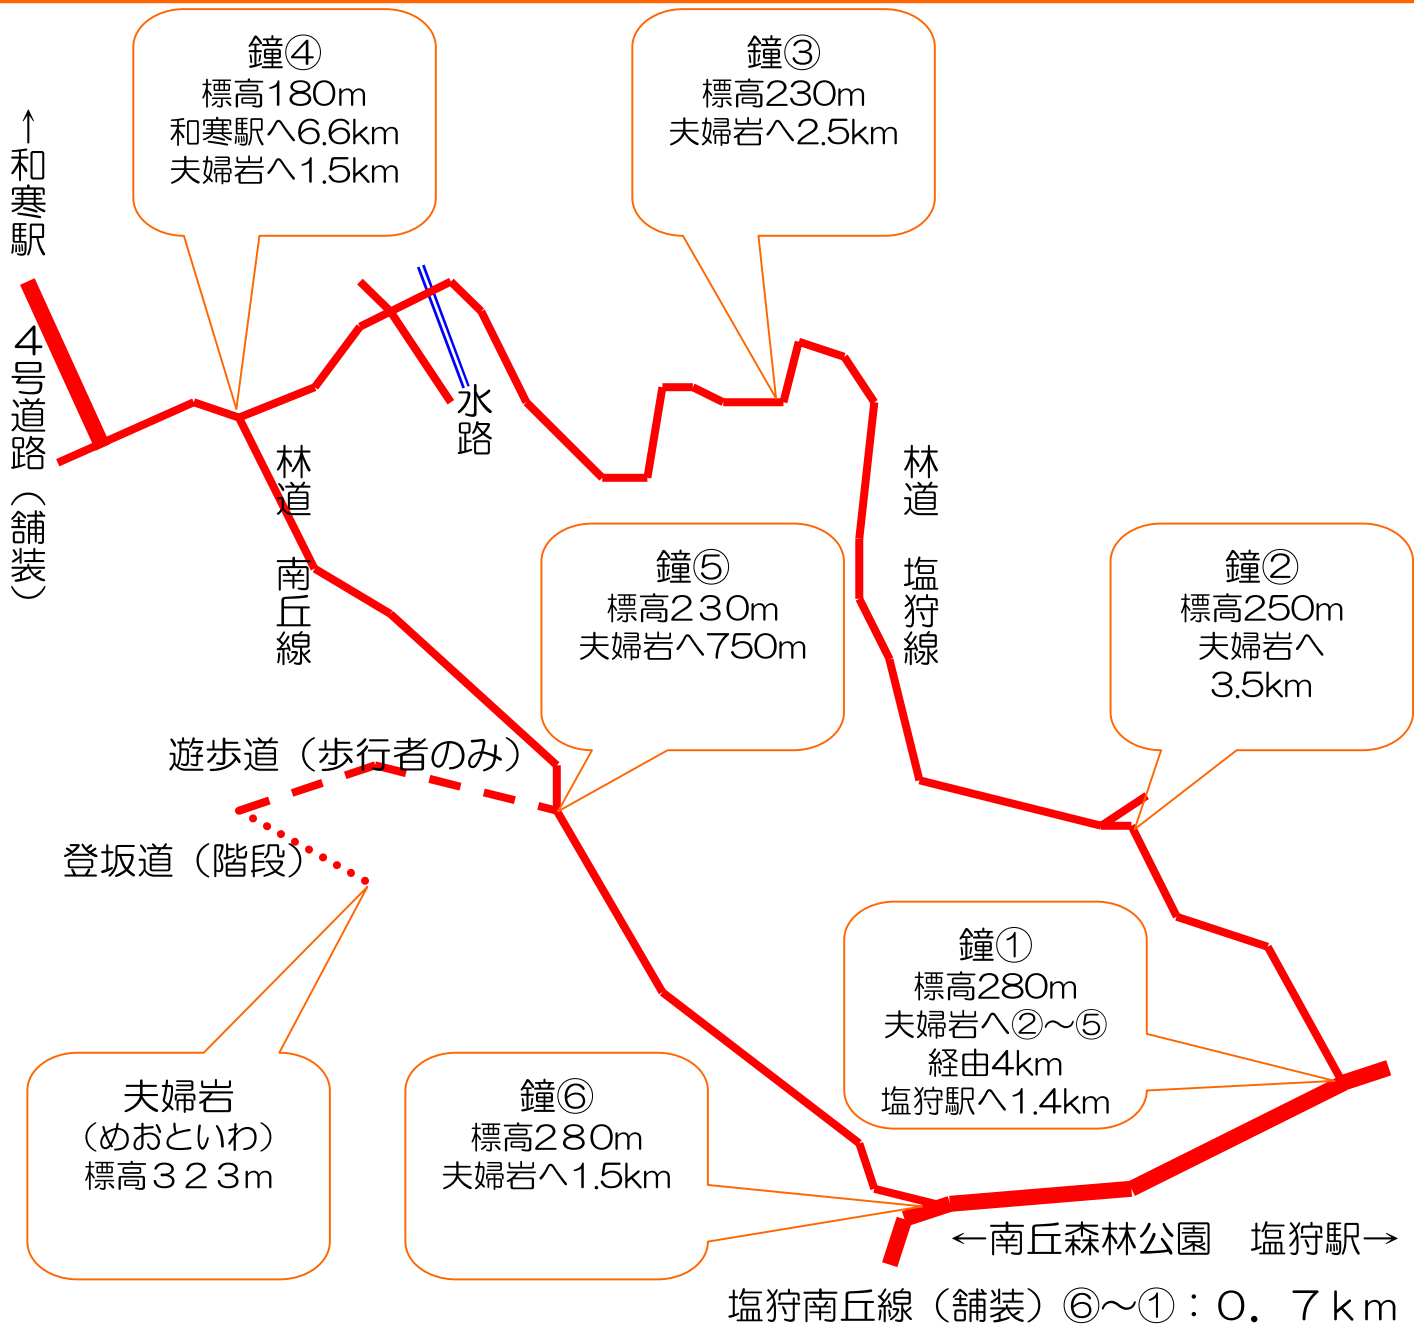 鐘④
標高180m
和寒駅へ6.6km
夫婦岩へ1.5km
鐘③
標高230m
夫婦岩へ2.5km
←和寒駅
4号道路（舗装）
水路
林道　南丘線
林道　塩狩線
鐘⑤
標高230m
夫婦岩へ750m
鐘②
標高250m
夫婦岩へ
3.5km
遊歩道（歩行者のみ）
登坂道（階段）
鐘①
標高280m
夫婦岩へ②～⑤
経由4km
塩狩駅へ1.4km
夫婦岩
（めおといわ）
標高３２３m
鐘⑥
標高280m
夫婦岩へ1.5km
←南丘森林公園　塩狩駅→
塩狩南丘線（舗装）⑥～①：０．７ｋｍ